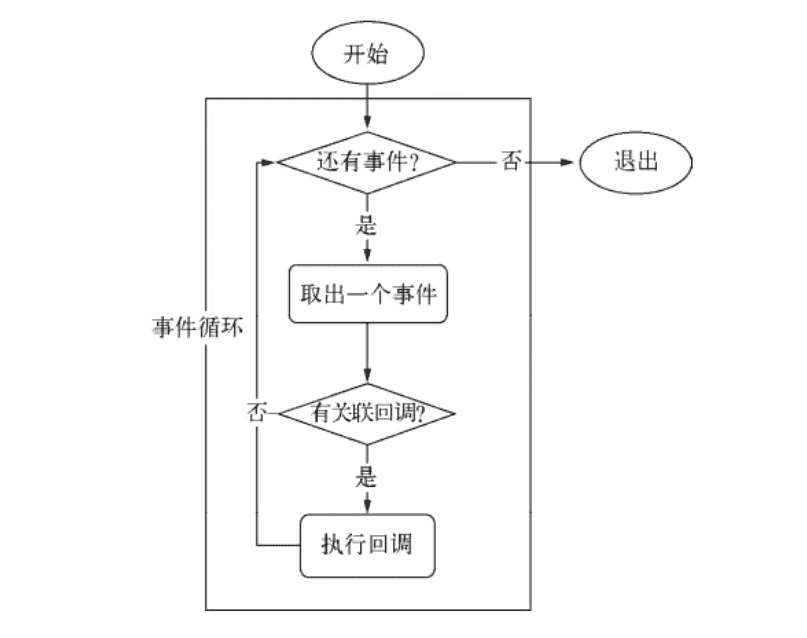 开始
还有事件?
否
退出
是
取出一个事件
事件循环
有关联回调?
否
是
执行回调